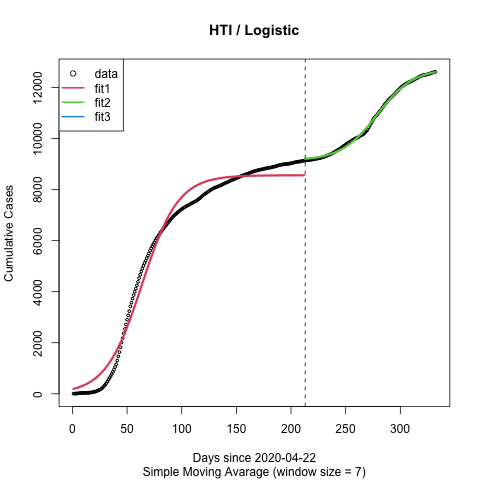 HTI / Logistic
data
fit1
fit2
fit3
Cumulative Cases
12000
10000
8000
6000
4000
2000
0
0 50 100 150 200 250 300
Days since 2020-04-22
Simple Moving Avarage (window size = 7)